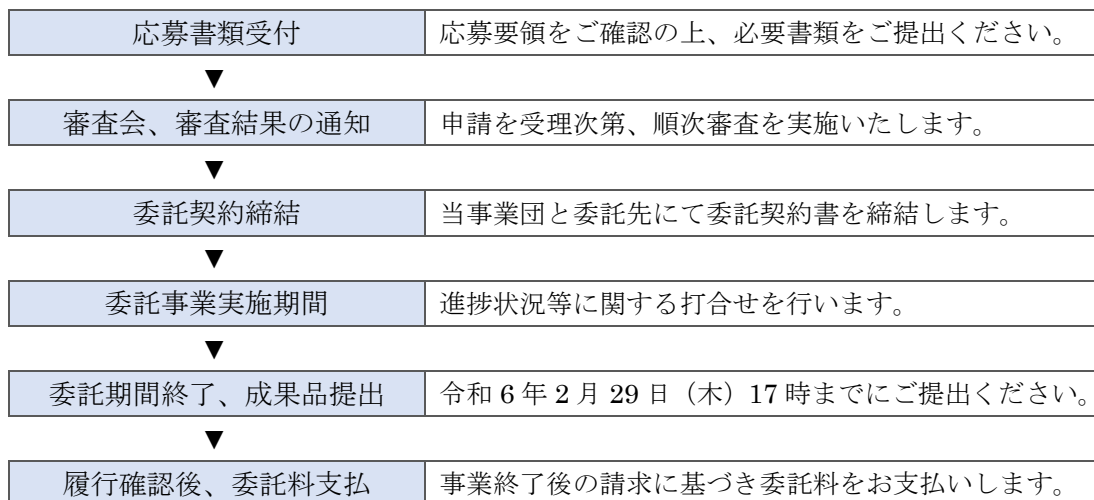 応募書類受付 応募要領をご確認の上、必要書類をご提出ください。
▼
審査会、審査結果の通知 申請を受理次第、順次審査を実施いたします。
▼
委託契約締結 当事業団と委託先にて委託契約書を締結します。
▼
委託事業実施期間 進捗状況等に関する打合せを行います。
▼
委託期間終了、成果品提出 令和 6 年 2 月 29 日（木）17 時までにご提出ください。
▼
履行確認後、委託料支払 事業終了後の請求に基づき委託料をお支払いします。